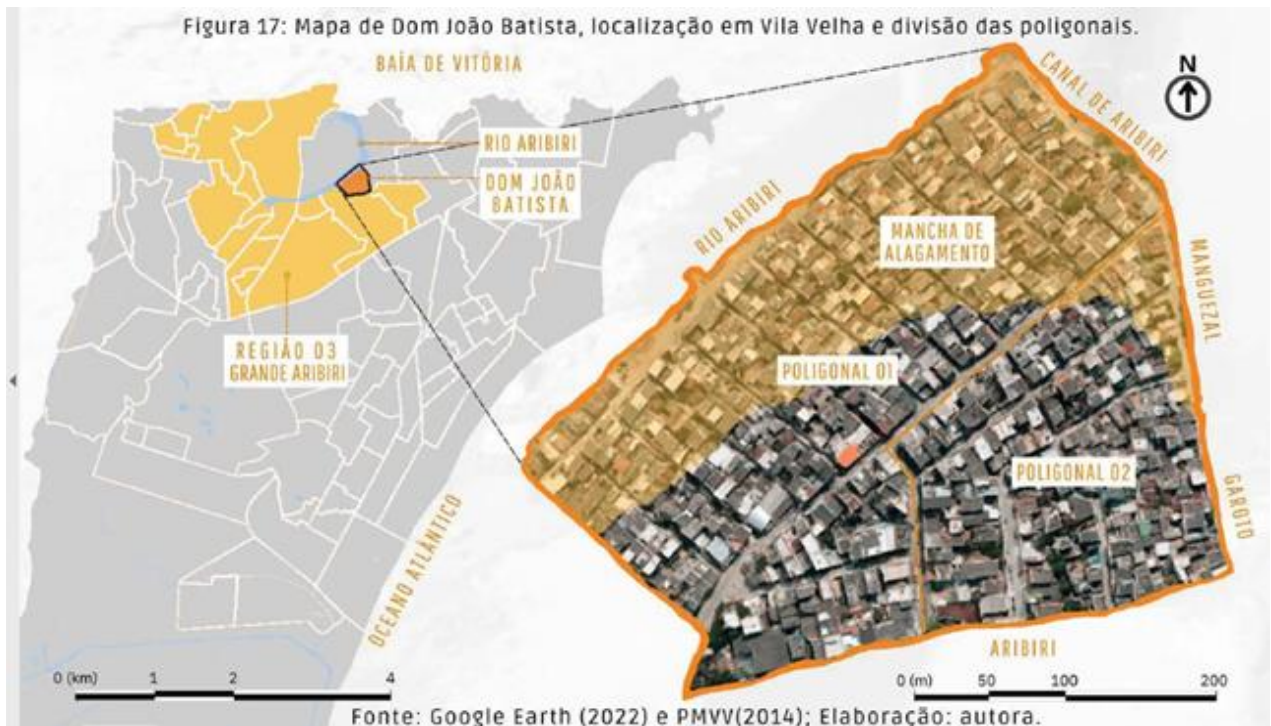 Figura 17: Mapa de Dom João Batista, localização em Vila Velha e divisão das poligonais.
BAÍA DE VITÓRIA
N
CANAL DE ARIBIRI
RIO ARIBIRI
DOM JOÃO
BATISTA
RIO ARIBIRI
MANCHA DE
ALAGAMENTO
MANGUEZAL
REGIÃO 03
GRANDE ARIBIRI
POLIGONAL 01
POLIGONAL 02
GAROTO
OCEANO ATLÂNTICO
ARIBIRI
0 (km) 1 2 4
0 (m) 50 100 200
Fonte: Google Earth (2022) e PMVV(2014); Elaboração: autora.